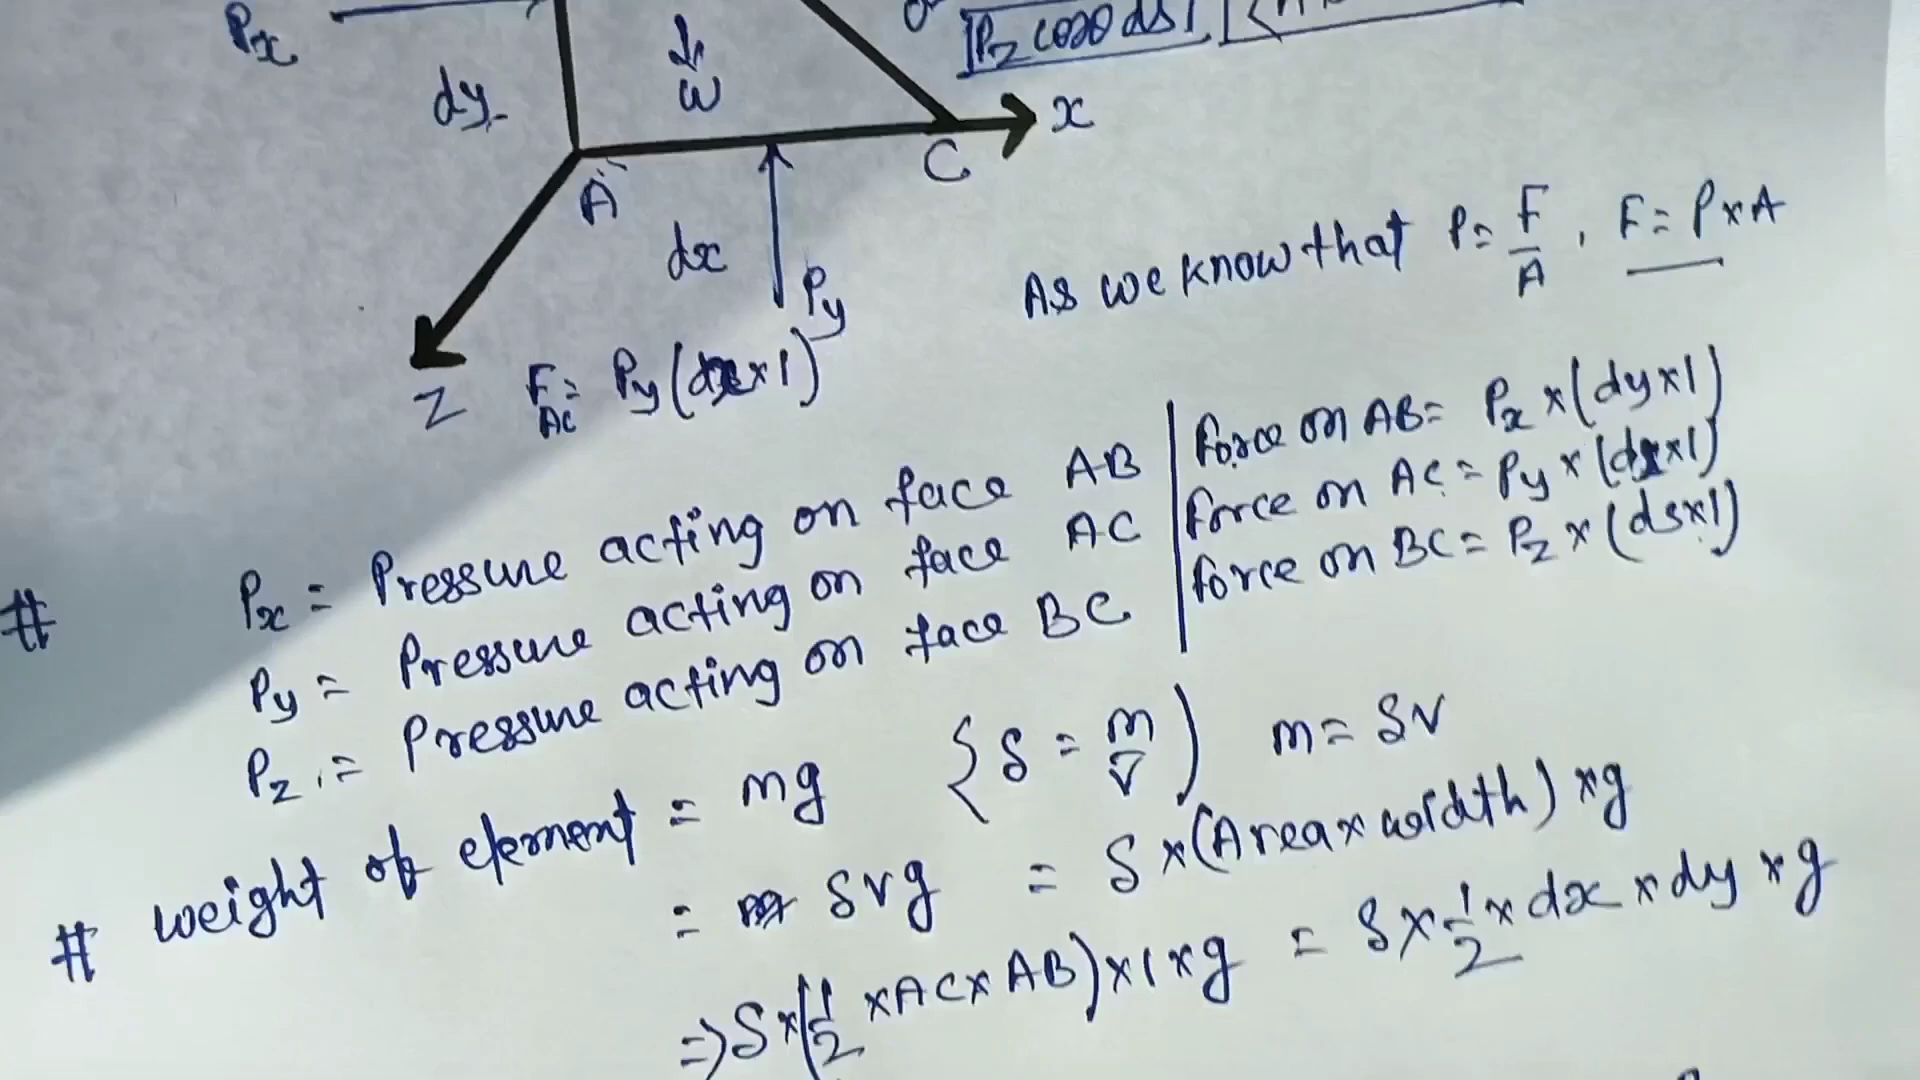 Px
dy
w
Pz cosθ ds
x
A
C
dx
Py
As we know that P = F/A, F = P×A
Z
F AC = Py (dx×1)
# Px = Pressure acting on face AB | force on AB = Px × (dy×1)
Py = Pressure acting on face AC | force on AC = Py × (dx×1)
Pz = Pressure acting on face BC | force on BC = Pz × (ds×1)
# weight of element = mg {S = m/V) m = SV
= SVg = S × (Area × width) × g
=> S × (1/2 × AC × AB) × 1 × g = S × 1/2 × dx × dy × g